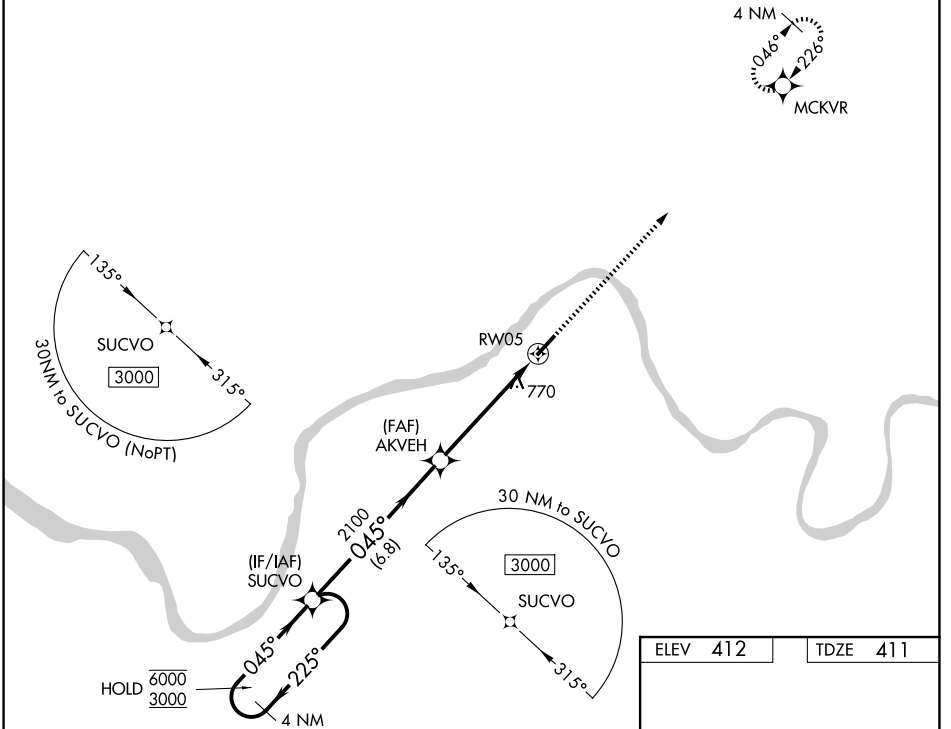 4 NM
046°
226°
MCKVR
135°
SUCVO
3000
315°
30NM to SUCVO (NoPT)
RW05
770
(FAF)
AKVEH
2100
045°
(6.8)
30 NM to SUCVO
135°
3000
SUCVO
315°
(IF/IAF)
SUCVO
045°
225°
HOLD 6000
3000
4 NM
ELEV 412
TDZE 411